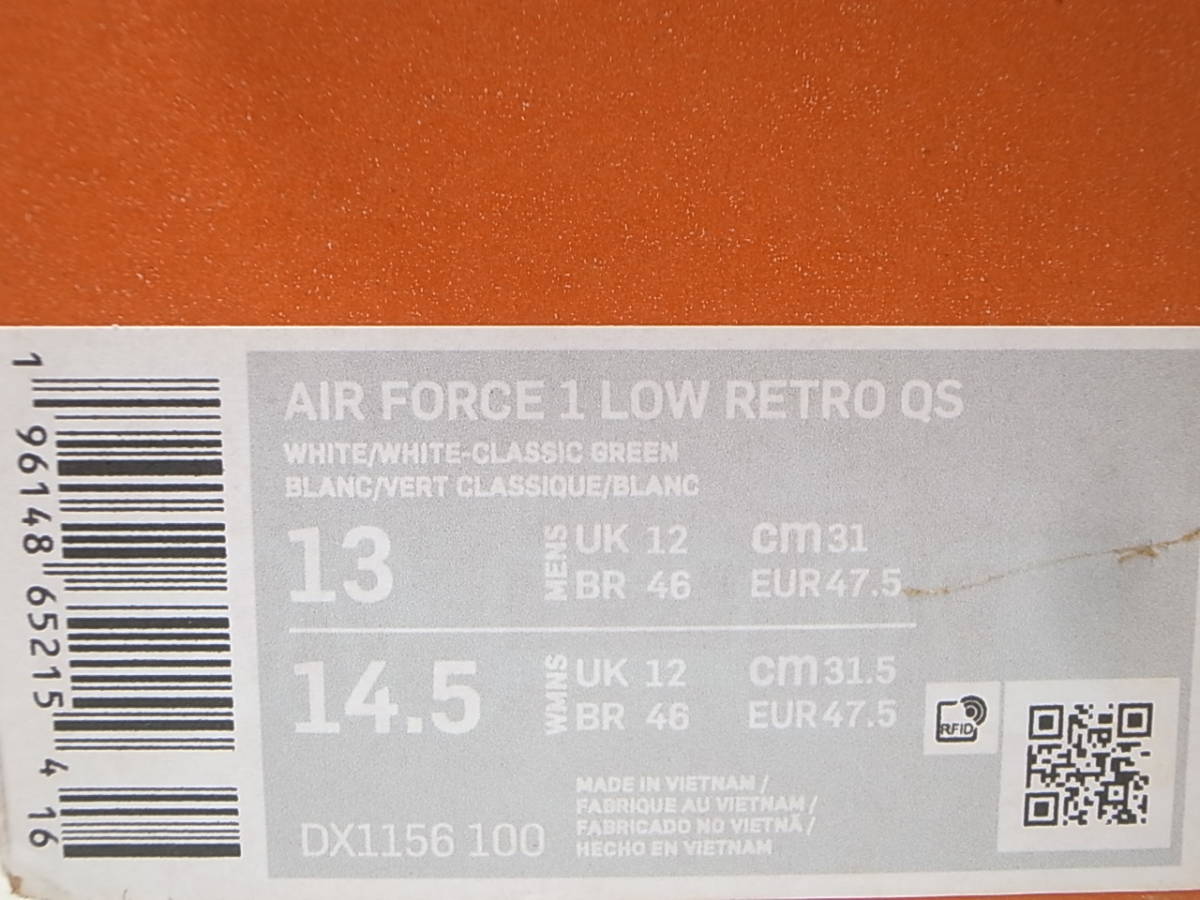 AIR FORCE 1 LOW RETRO QS
WHITE/WHITE-CLASSIC GREEN
BLANC/VERT CLASSIQUE/BLANC
13 MENS UK 12 cm 31
BR 46 EUR 47.5
14.5 WMNS UK 12 cm 31.5
BR 46 EUR 47.5
MADE IN VIETNAM /
FABRIQUE AU VIETNAM /
FABRICADO NO VIETNÃ /
HECHO EN VIETNAM
DX1156 100
RFID
1 96148 65215 4 16